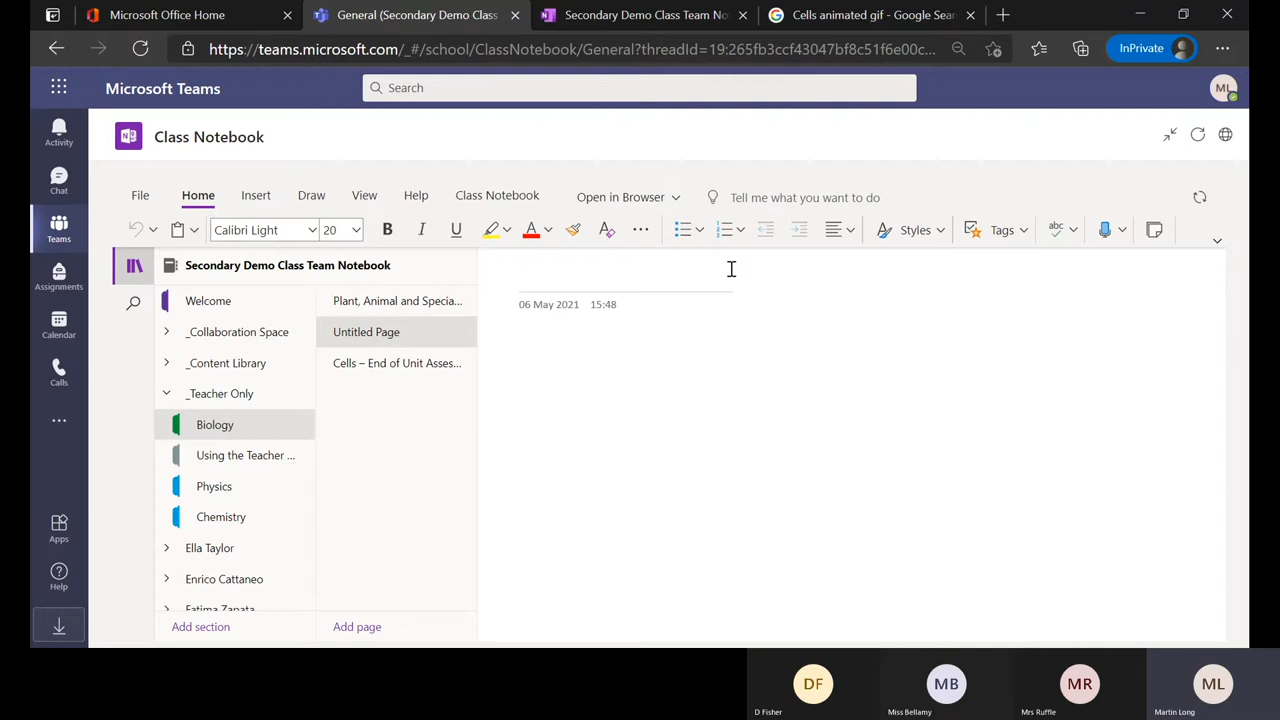 Microsoft Office Home
General (Secondary Demo Class
Secondary Demo Class Team No
Cells animated gif - Google Sear
https://teams.microsoft.com/_#/school/ClassNotebook/General?threadId=19:265fb3ccf43047bf8c51f6e00c...
InPrivate
Microsoft Teams
Search
ML
Activity
Chat
Teams
Assignments
Calendar
Calls
Apps
Help
Class Notebook
File Home Insert Draw View Help Class Notebook Open in Browser Tell me what you want to do
Calibri Light 20 B I U A Styles Tags abc
Secondary Demo Class Team Notebook
Welcome
_Collaboration Space
_Content Library
_Teacher Only
Biology
Using the Teacher ...
Physics
Chemistry
Ella Taylor
Enrico Cattaneo
Fatima Zapata
Add section
Plant, Animal and Specia...
Untitled Page
Cells – End of Unit Asses...
Add page
06 May 2021 15:48
DF
D Fisher
MB
Miss Bellamy
MR
Mrs Ruffle
ML
Martin Long